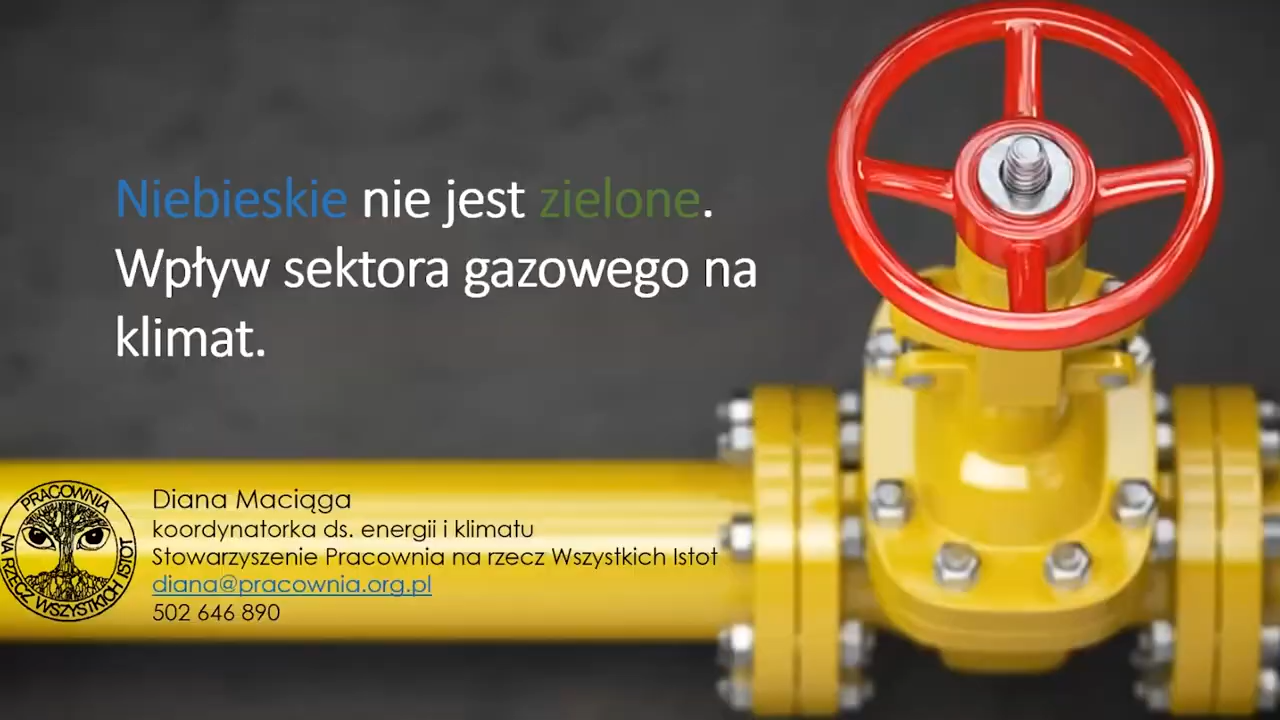 Niebieskie nie jest zielone.
Wpływ sektora gazowego na
klimat.
PRACOWNIA
NA RZECZ WSZYSTKICH ISTOT
Diana Maciąga
koordynatorka ds. energii i klimatu
Stowarzyszenie Pracownia na rzecz Wszystkich Istot
diana@pracownia.org.pl
502 646 890